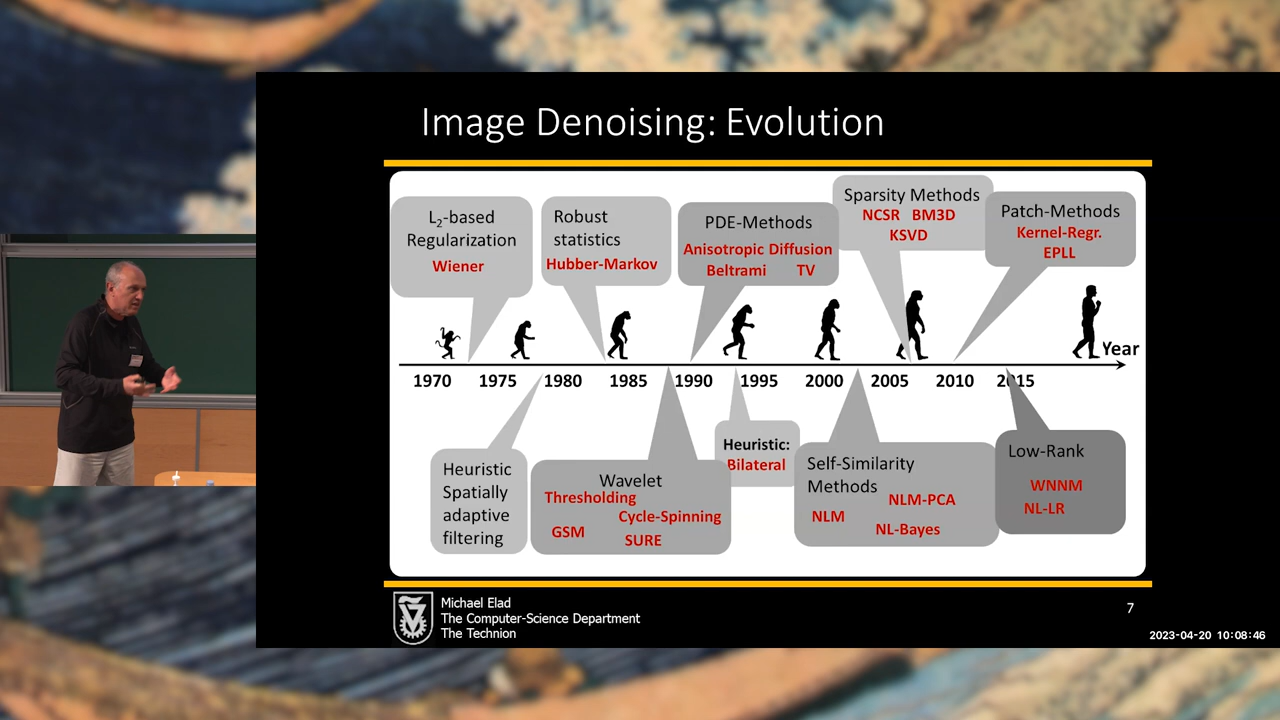 Image Denoising: Evolution
L2-based
Regularization
Wiener
Robust
statistics
Hubber-Markov
PDE-Methods
Anisotropic Diffusion
Beltrami TV
Sparsity Methods
NCSR BM3D
KSVD
Patch-Methods
Kernel-Regr.
EPLL
Year
1970 1975 1980 1985 1990 1995 2000 2005 2010 2015
Heuristic
Spatially
adaptive
filtering
Wavelet
Thresholding
Cycle-Spinning
GSM
SURE
Heuristic:
Bilateral
Self-Similarity
Methods
NLM-PCA
NLM
NL-Bayes
Low-Rank
WNNM
NL-LR
Michael Elad
The Computer-Science Department
The Technion
7
2023-04-20 10:08:46